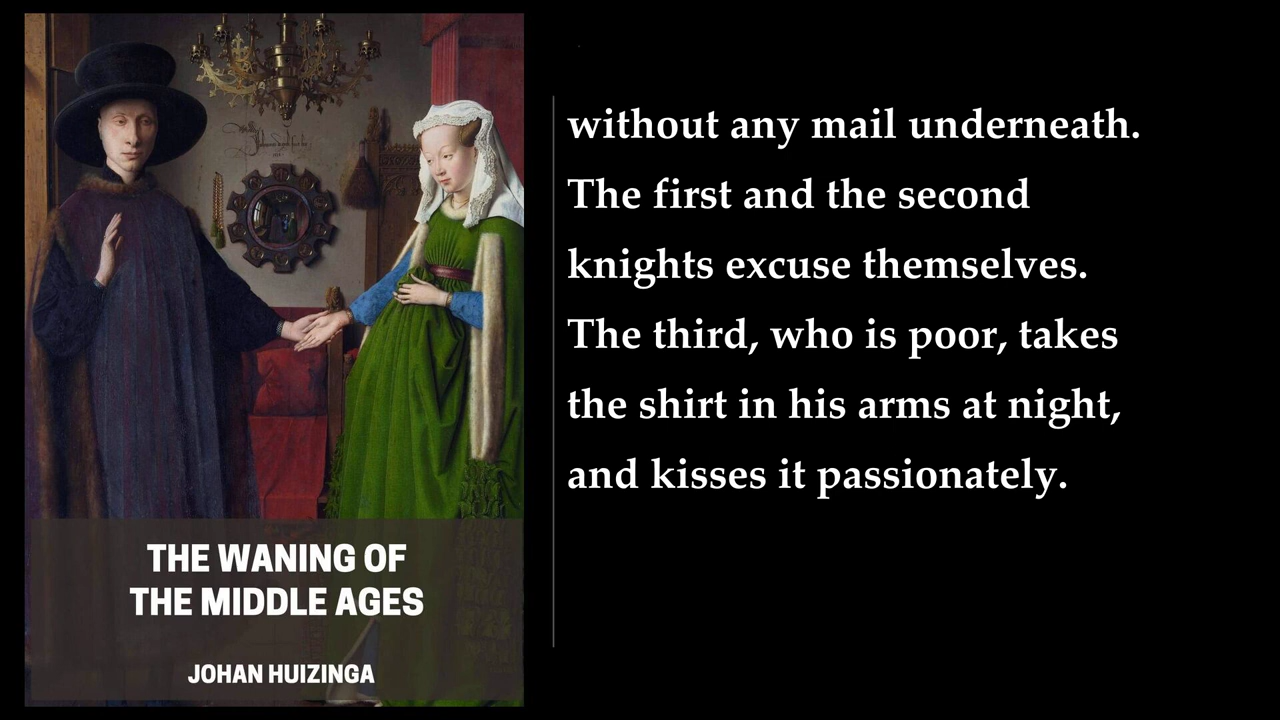 without any mail underneath.
The first and the second
knights excuse themselves.
The third, who is poor, takes
the shirt in his arms at night,
and kisses it passionately.
THE WANING OF
THE MIDDLE AGES
JOHAN HUIZINGA